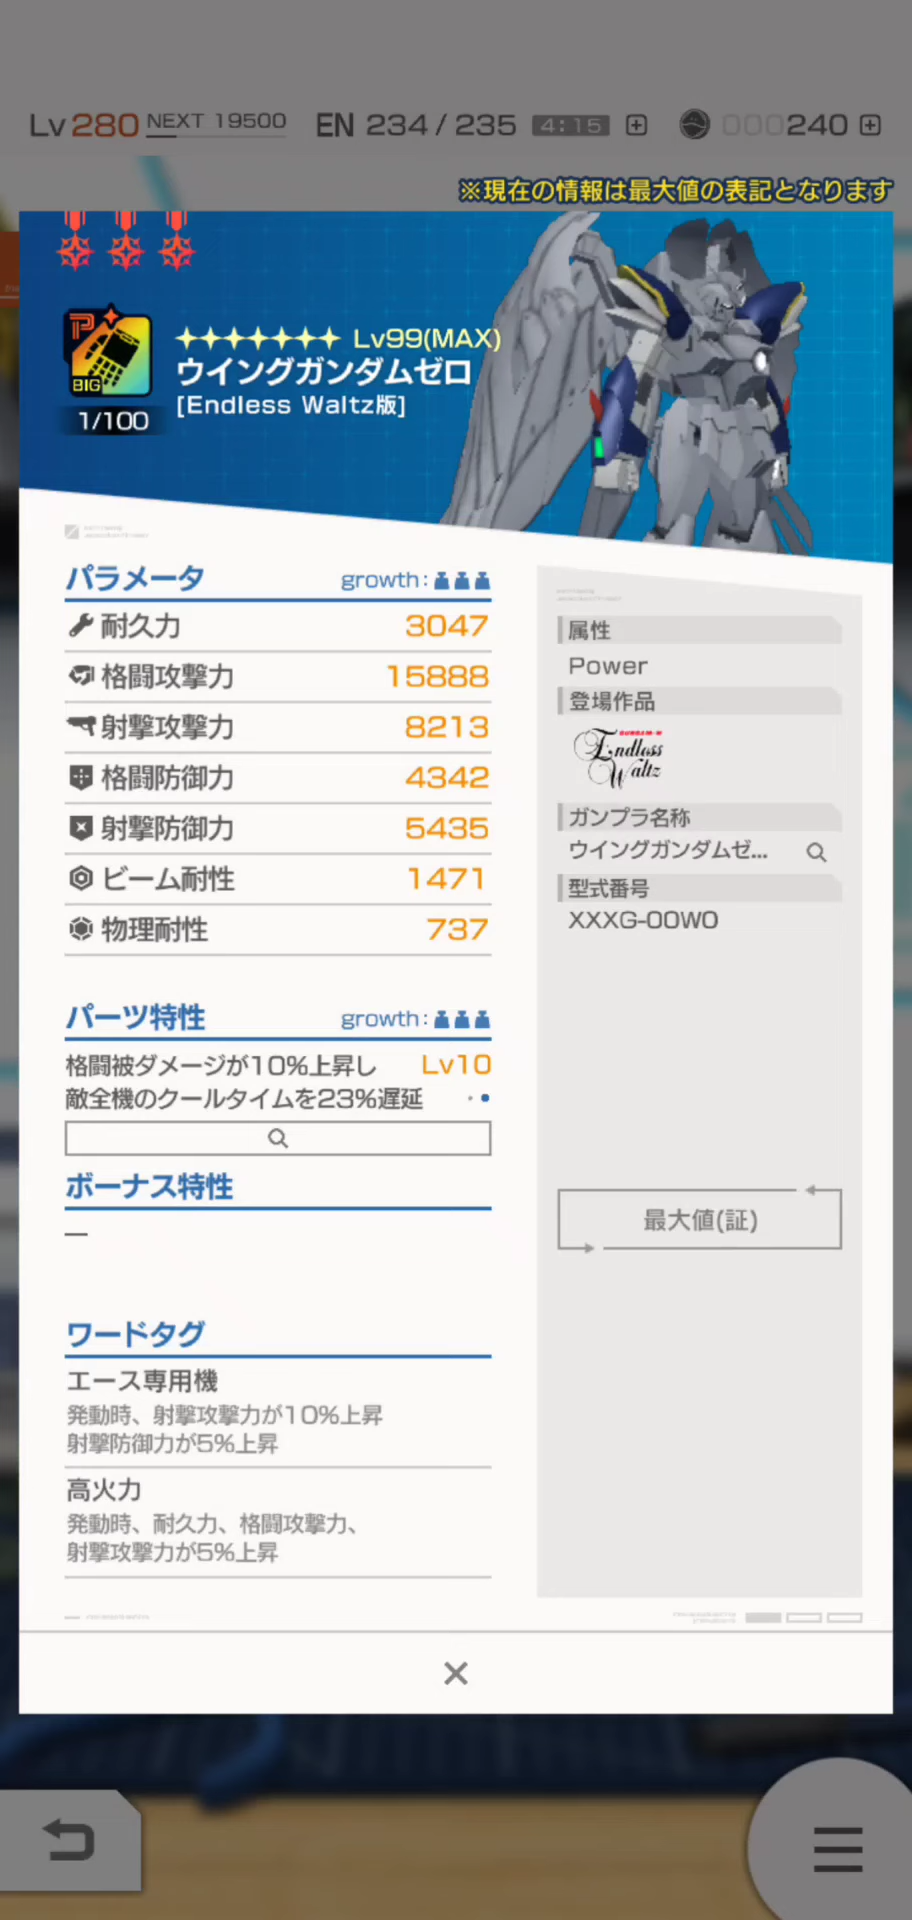 Lv280 NEXT 19500 EN 234/235 4:15 000240
※現在の情報は最大値の表記となります
P
BIG
1/100
Lv99(MAX)
ウイングガンダムゼロ
[Endless Waltz版]
パラメータ growth:
耐久力 3047
格闘攻撃力 15888
射撃攻撃力 8213
格闘防御力 4342
射撃防御力 5435
ビーム耐性 1471
物理耐性 737
パーツ特性 growth:
格闘被ダメージが10%上昇し Lv10
敵全機のクールタイムを23%遅延
ボーナス特性
—
ワードタグ
エース専用機
発動時、射撃攻撃力が10%上昇
射撃防御力が5%上昇
高火力
発動時、耐久力、格闘攻撃力、
射撃攻撃力が5%上昇
属性
Power
登場作品
GUNDAM-W
Endless
Waltz
ガンプラ名称
ウイングガンダムゼ...
型式番号
XXXG-00W0
最大値(証)